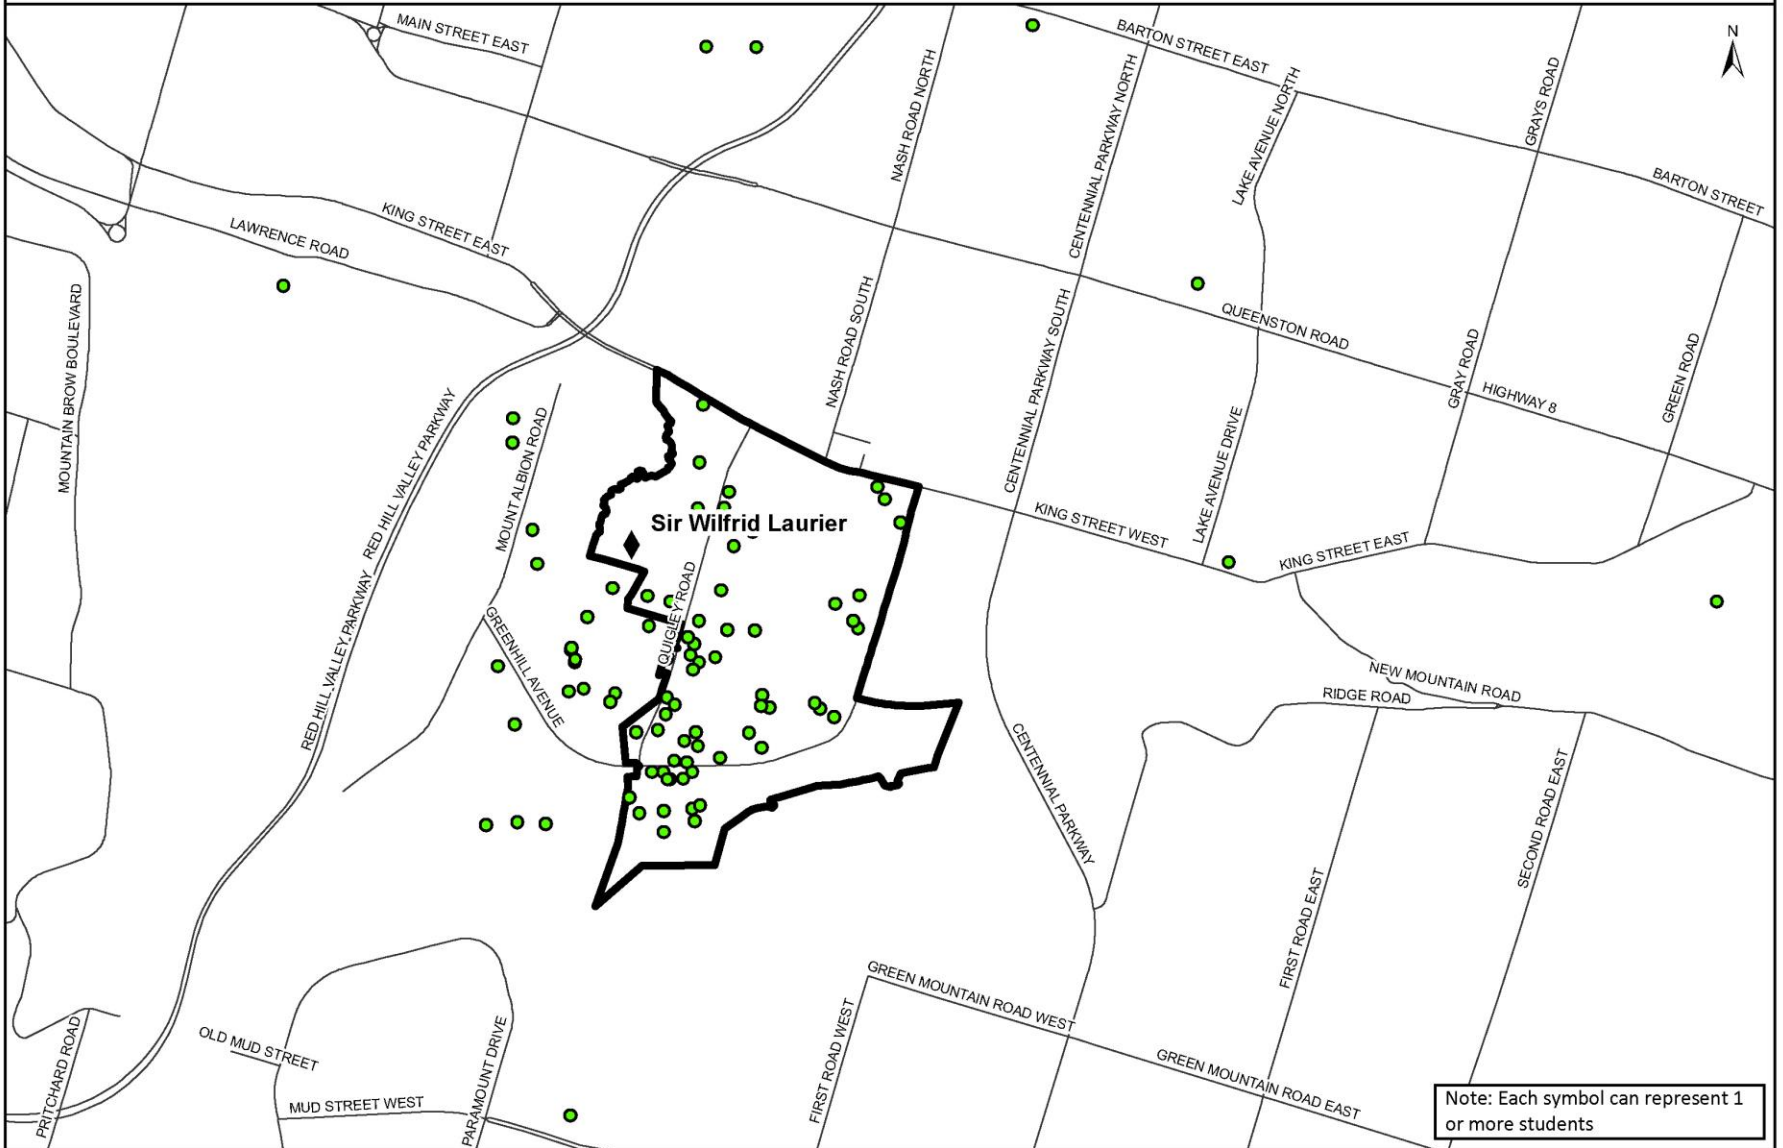 MAIN STREET EAST
BARTON STREET EAST
N
NASH ROAD NORTH
CENTENNIAL PARKWAY NORTH
LAKE AVENUE NORTH
GRAYS ROAD
BARTON STREET
KING STREET EAST
LAWRENCE ROAD
MOUNTAIN BROW BOULEVARD
NASH ROAD SOUTH
CENTENNIAL PARKWAY SOUTH
QUEENSTON ROAD
GRAY ROAD
HIGHWAY 8
GREEN ROAD
RED HILL VALLEY PARKWAY
MOUNT ALBION ROAD
LAKE AVENUE DRIVE
Sir Wilfrid Laurier
KING STREET WEST
KING STREET EAST
RED HILL VALLEY PARKWAY
QUIGLEY ROAD
GREENHILL AVENUE
NEW MOUNTAIN ROAD
RIDGE ROAD
CENTENNIAL PARKWAY
SECOND ROAD EAST
FIRST ROAD EAST
GREEN MOUNTAIN ROAD WEST
OLD MUD STREET
PRITCHARD ROAD
PARAMOUNT DRIVE
FIRST ROAD WEST
GREEN MOUNTAIN ROAD EAST
MUD STREET WEST
Note: Each symbol can represent 1
or more students